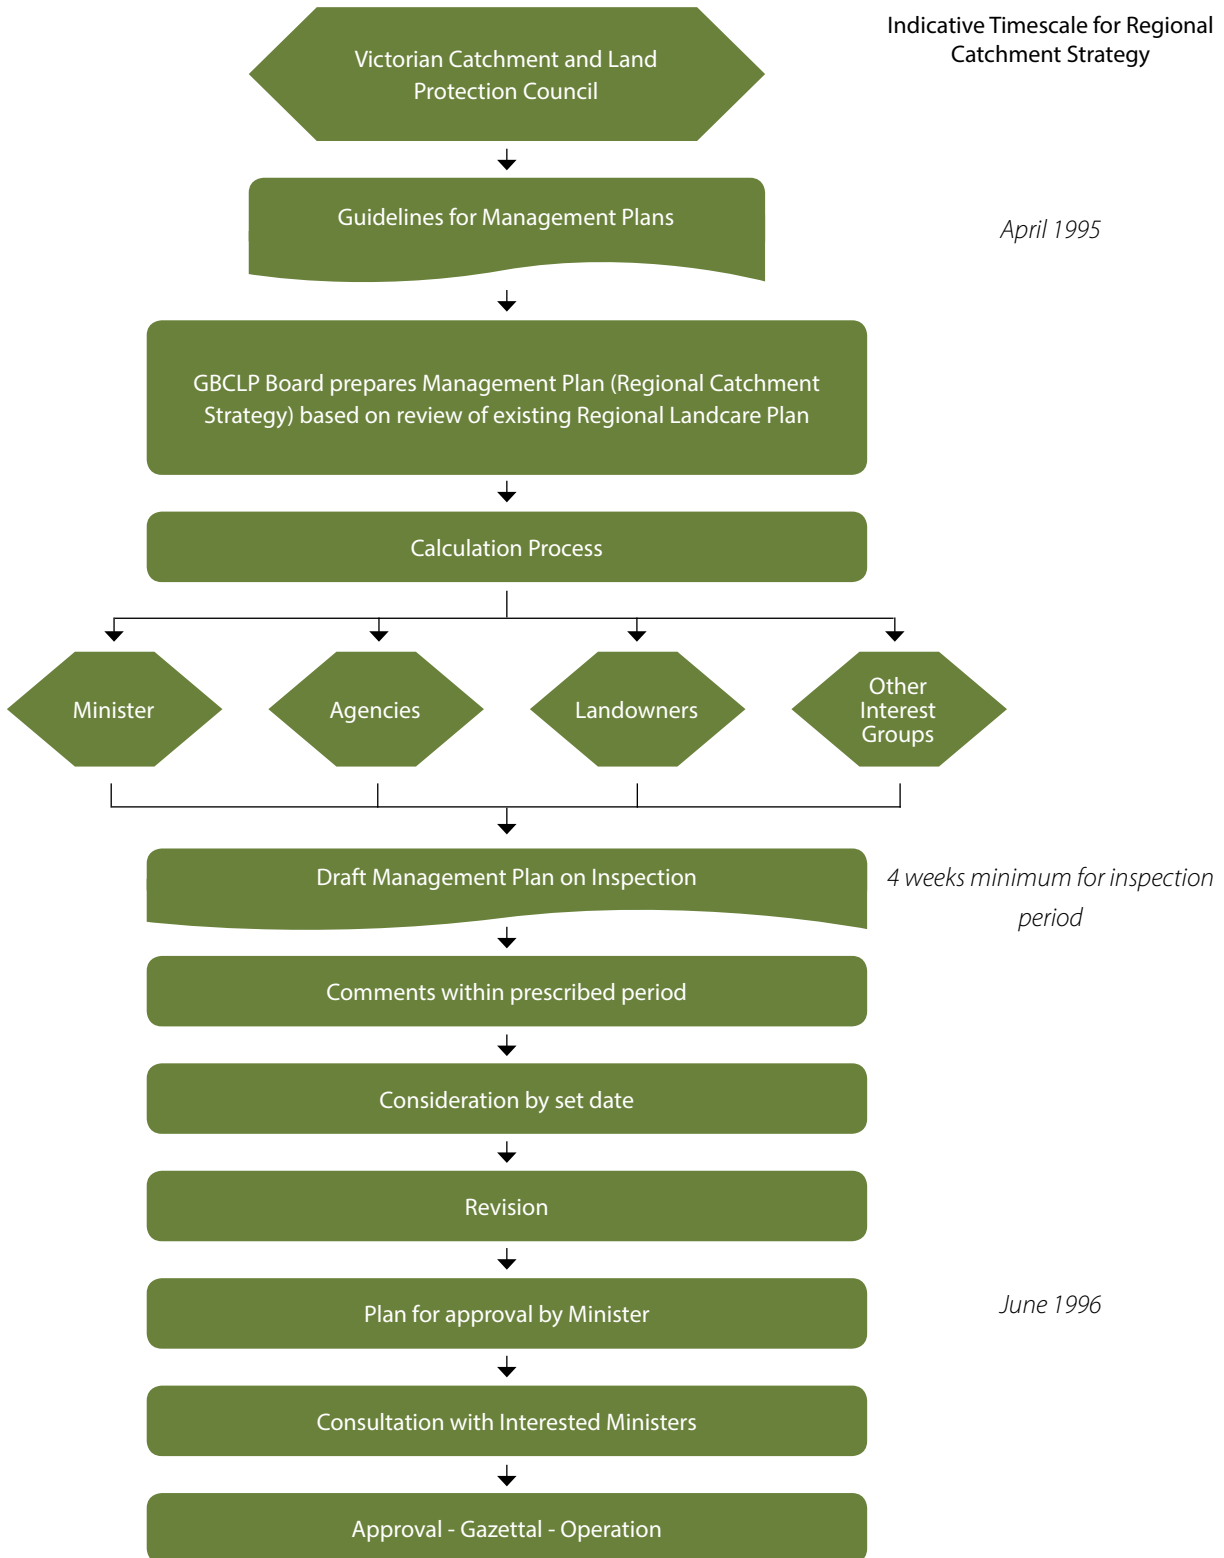 Indicative Timescale for Regional
Catchment Strategy
Victorian Catchment and Land
Protection Council
Guidelines for Management Plans
April 1995
GBCLP Board prepares Management Plan (Regional Catchment
Strategy) based on review of existing Regional Landcare Plan
Calculation Process
Minister
Agencies
Landowners
Other
Interest
Groups
Draft Management Plan on Inspection
4 weeks minimum for inspection
period
Comments within prescribed period
Consideration by set date
Revision
Plan for approval by Minister
June 1996
Consultation with Interested Ministers
Approval - Gazettal - Operation